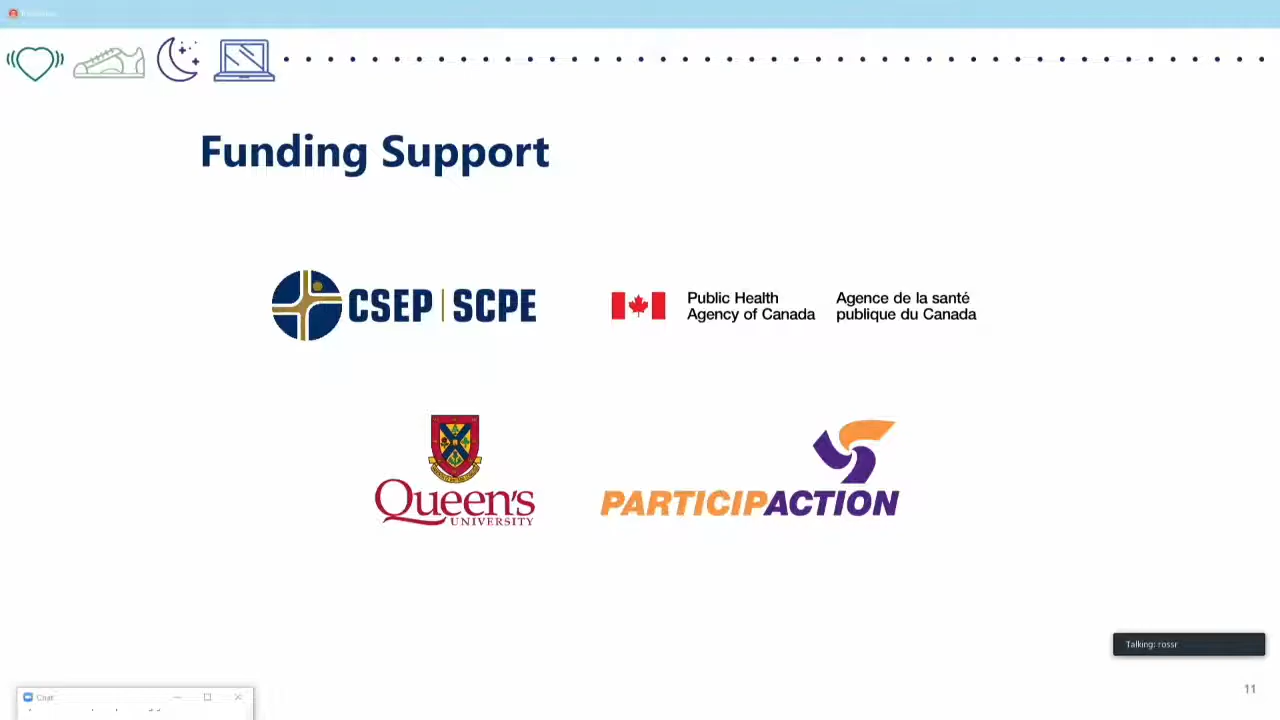 Funding Support
CSEP | SCPE
Public Health Agence de la santé
Agency of Canada publique du Canada
QUEEN'S
UNIVERSITY
PARTICIPACTION
Talking: rossr
11
Chat